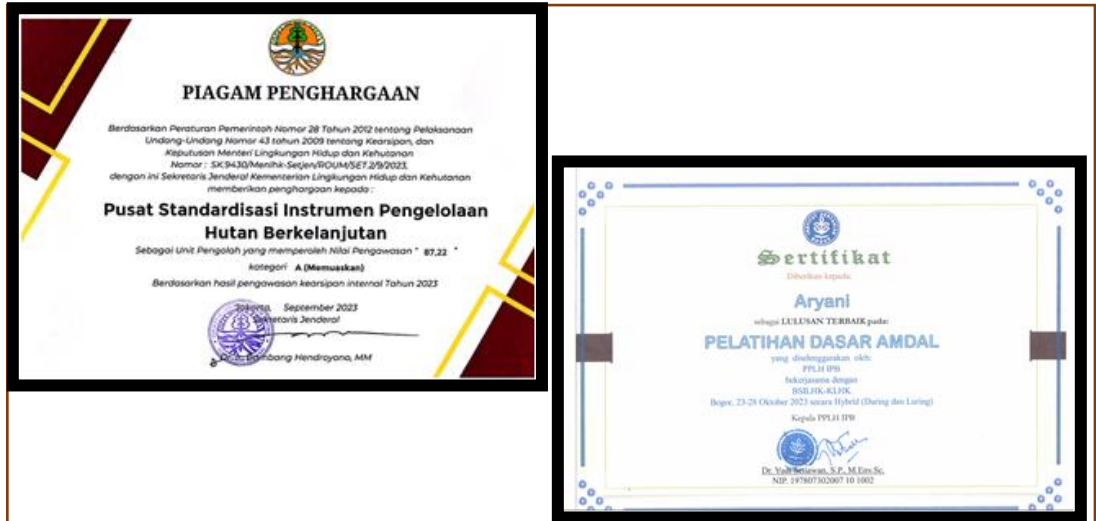 PIAGAM PENGHARGAAN
Berdasarkan Peraturan Pemerintah Nomor 28 Tahun 2012 tentang Pelaksanaan
Undang-Undang Nomor 43 tahun 2009 tentang Kearsipan, dan
Keputusan Menteri Lingkungan Hidup dan Kehutanan
Nomor : SK.9430/Menlhk-Setjen/ROUM/SET.2/9/2023,
dengan ini Sekretaris Jenderal Kementerian Lingkungan Hidup dan Kehutanan
memberikan penghargaan kepada :
Pusat Standardisasi Instrumen Pengelolaan
Hutan Berkelanjutan
Sebagai Unit Pengolah yang memperoleh Nilai Pengawasan " 87,22 "
kategori A (Memuaskan)
Berdasarkan hasil pengawasan kearsipan internal Tahun 2023
Jakarta, September 2023
Sekretaris Jenderal
Bambang Hendroyono, MM
Sertifikat
Diberikan kepada:
Aryani
sebagai LULUSAN TERBAIK pada:
PELATIHAN DASAR AMDAL
yang diselenggarakan oleh:
PPLH IPB
bekerjasama dengan
BSILHK-KLHK
Bogor, 23-28 Oktober 2023 secara Hybrid (Daring dan Luring)
Kepala PPLH IPB
Dr. Yudi Setiawan, S.P., M.Env.Sc.
NIP. 197807302007 10 1002